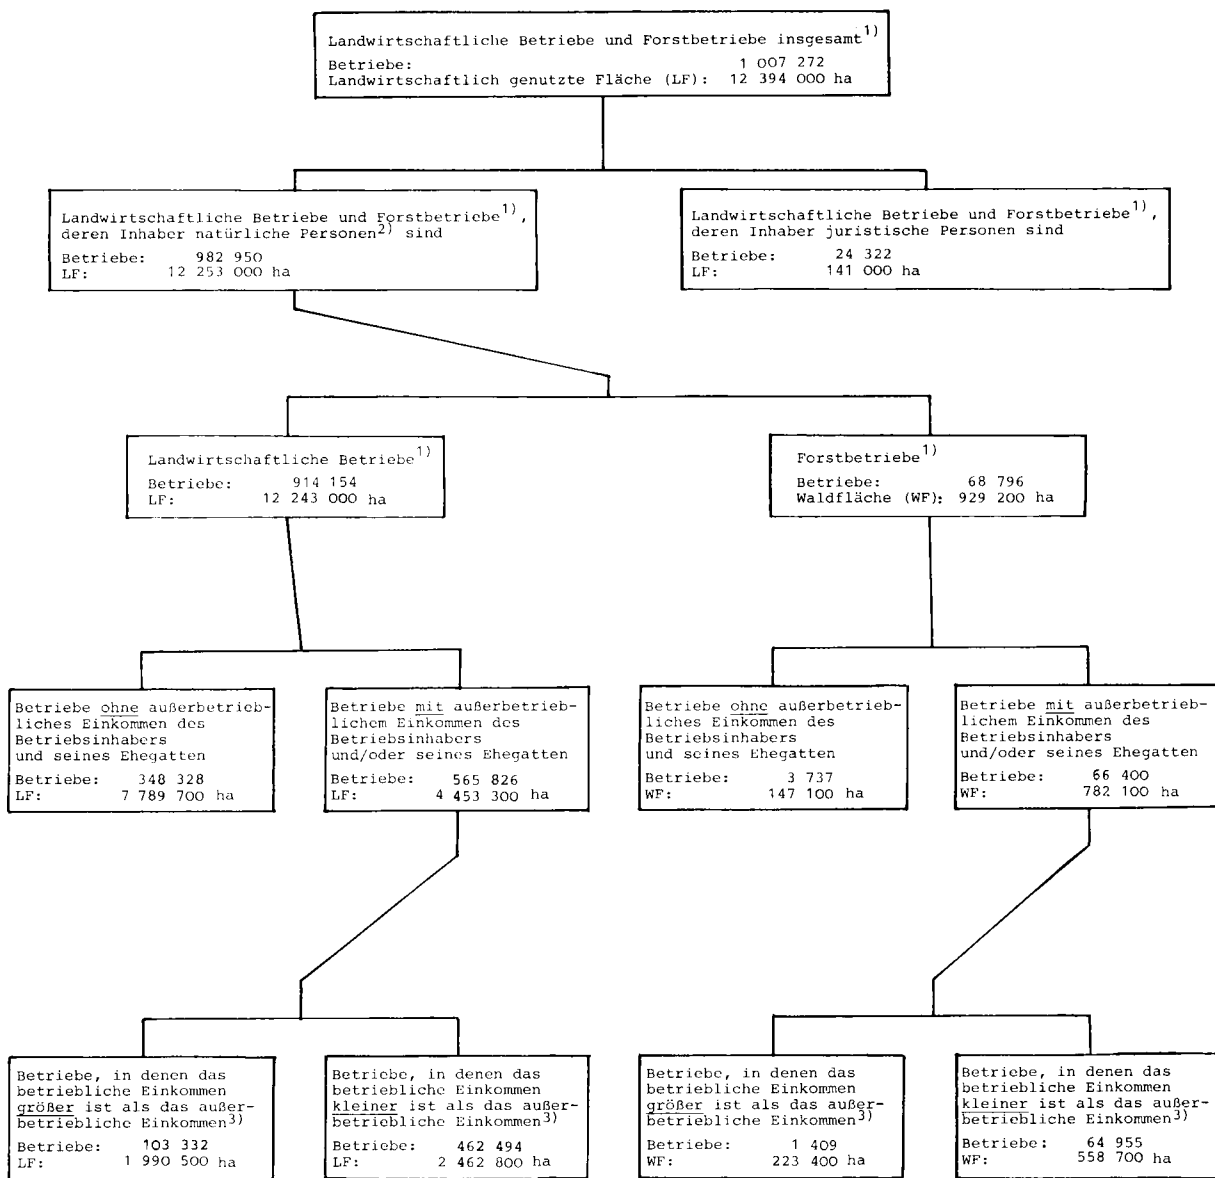 Landwirtschaftliche Betriebe und Forstbetriebe insgesamt1)
Betriebe: 1 007 272
Landwirtschaftlich genutzte Fläche (LF): 12 394 000 ha
Landwirtschaftliche Betriebe und Forstbetriebe1),
deren Inhaber natürliche Personen2) sind
Betriebe: 982 950
LF: 12 253 000 ha
Landwirtschaftliche Betriebe und Forstbetriebe1),
deren Inhaber juristische Personen sind
Betriebe: 24 322
LF: 141 000 ha
Landwirtschaftliche Betriebe1)
Betriebe: 914 154
LF: 12 243 000 ha
Forstbetriebe1)
Betriebe: 68 796
Waldfläche (WF): 929 200 ha
Betriebe ohne außerbetrieb-
liches Einkommen des
Betriebsinhabers
und seines Ehegatten
Betriebe: 348 328
LF: 7 789 700 ha
Betriebe mit außerbetrieb-
lichem Einkommen des
Betriebsinhabers
und/oder seines Ehegatten
Betriebe: 565 826
LF: 4 453 300 ha
Betriebe ohne außerbetrieb-
liches Einkommen des
Betriebsinhabers
und seines Ehegatten
Betriebe: 3 737
WF: 147 100 ha
Betriebe mit außerbetrieb-
lichem Einkommen des
Betriebsinhabers
und/oder seines Ehegatten
Betriebe: 66 400
WF: 782 100 ha
Betriebe, in denen das
betriebliche Einkommen
größer ist als das außer-
betriebliche Einkommen3)
Betriebe: 103 332
LF: 1 990 500 ha
Betriebe, in denen das
betriebliche Einkommen
kleiner ist als das außer-
betriebliche Einkommen3)
Betriebe: 462 494
LF: 2 462 800 ha
Betriebe, in denen das
betriebliche Einkommen
größer ist als das außer-
betriebliche Einkommen3)
Betriebe: 1 409
WF: 223 400 ha
Betriebe, in denen das
betriebliche Einkommen
kleiner ist als das außer-
betriebliche Einkommen3)
Betriebe: 64 955
WF: 558 700 ha